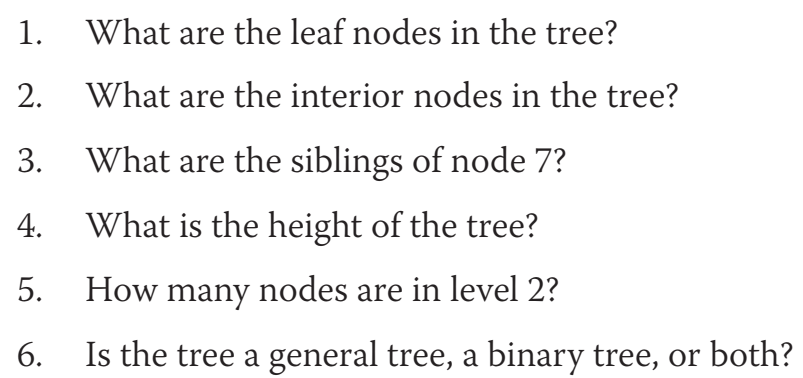 1. What are the leaf nodes in the tree?
2. What are the interior nodes in the tree?
3. What are the siblings of node 7?
4. What is the height of the tree?
5. How many nodes are in level 2?
6. Is the tree a general tree, a binary tree, or both?